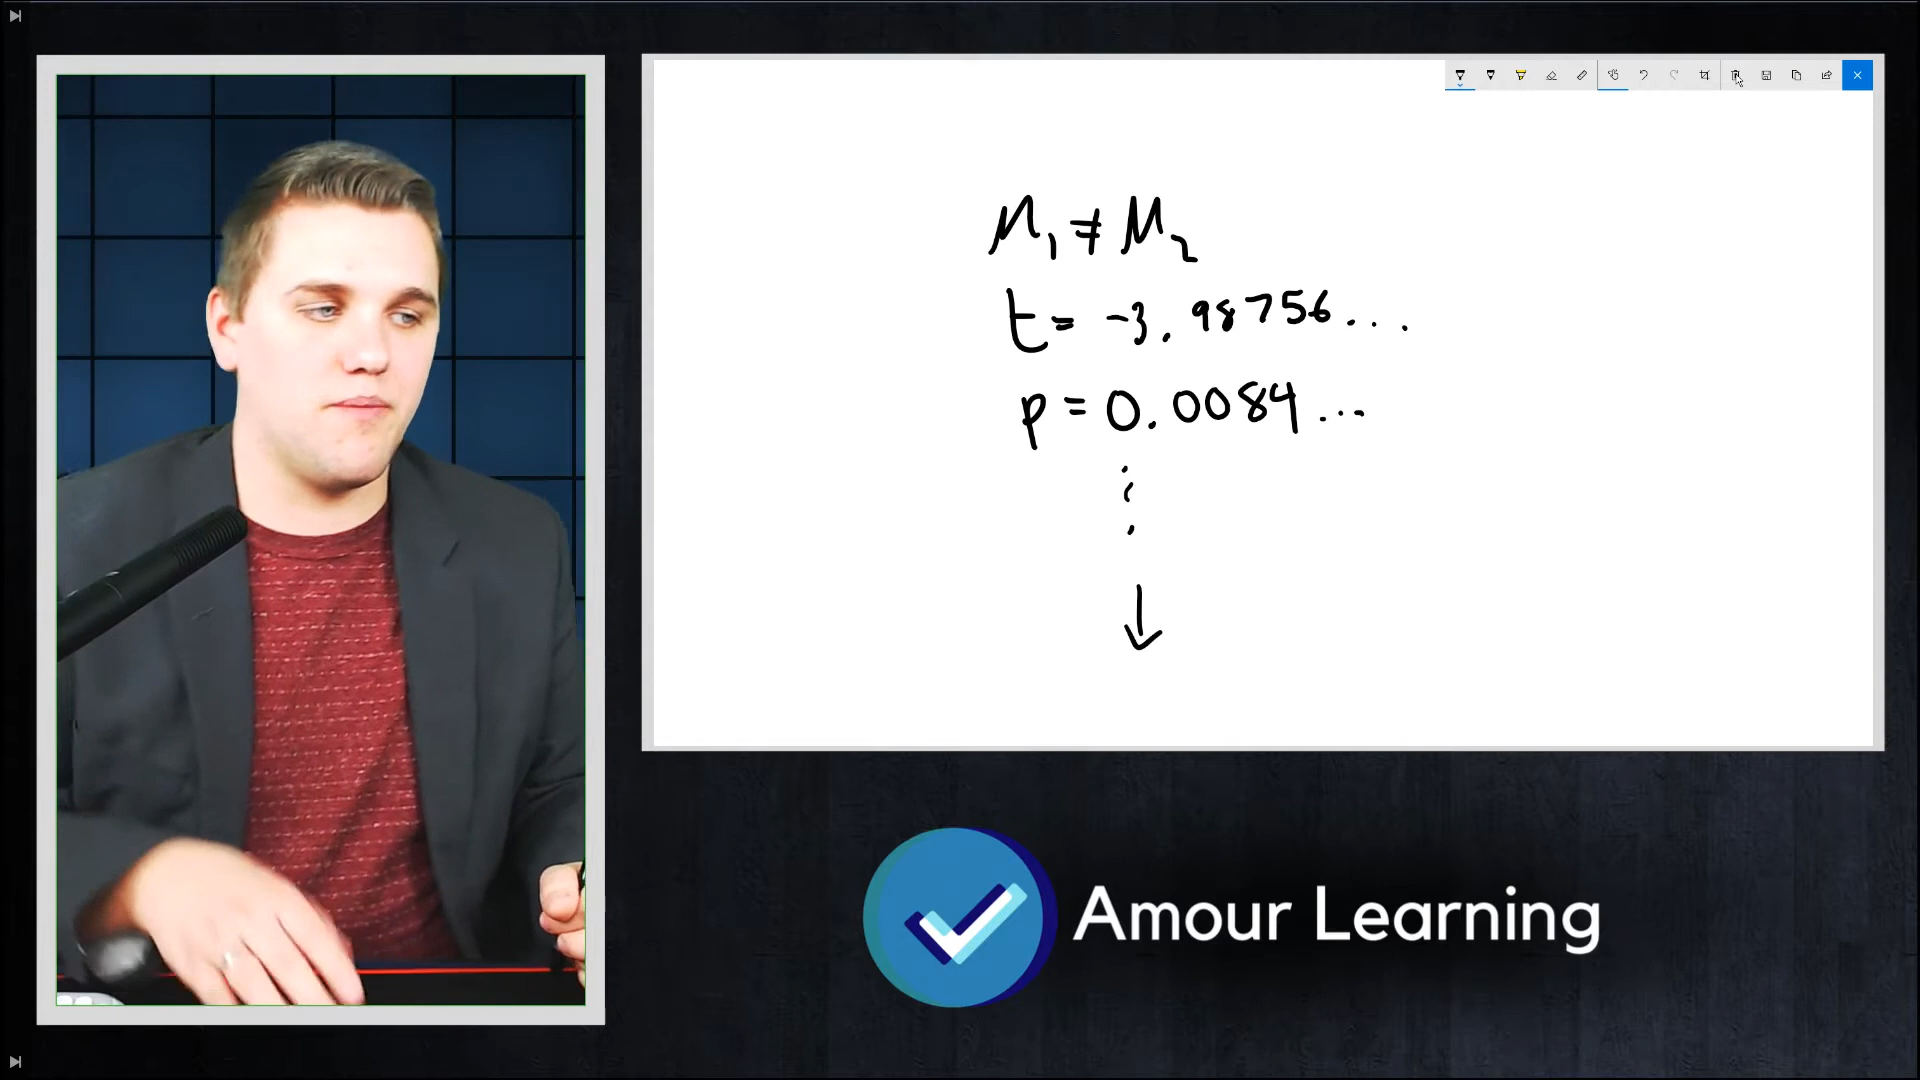 μ₁ ≠ μ₂
t = -3.98756...
p = 0.0084...
Amour Learning